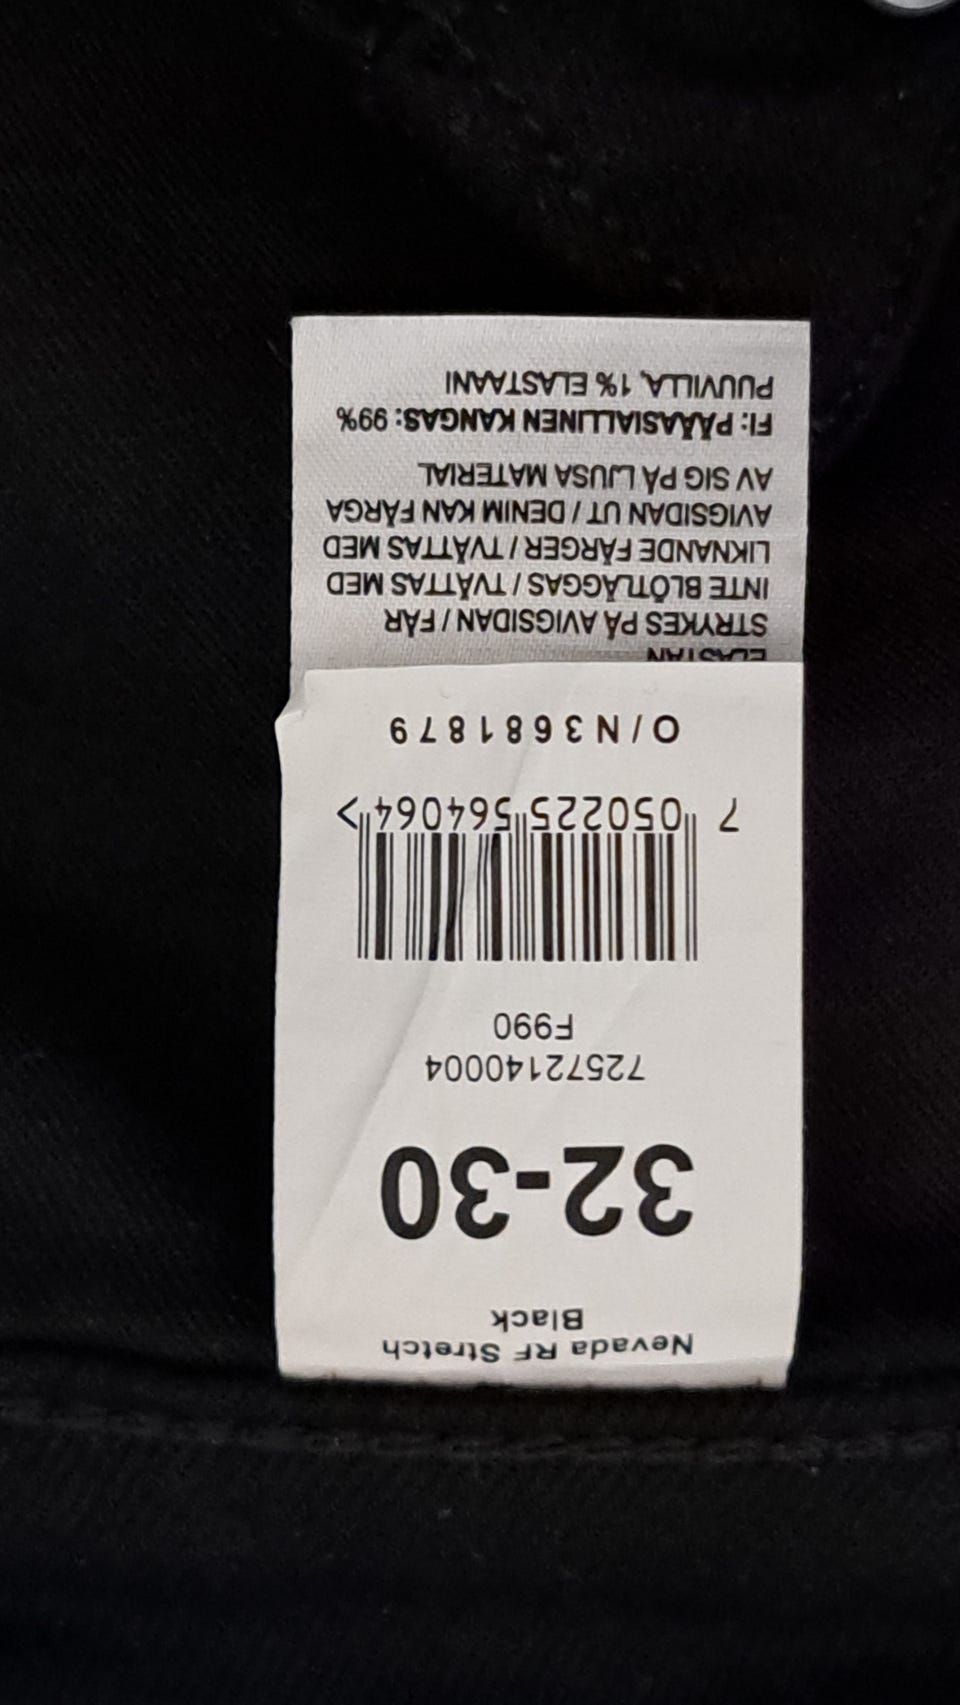 Nevada RF Stretch
Black
32-30
72572140004
F990
7 050225 564064 >
O/N3681879
ELASTAN
STRYKES PÅ AVIGSIDAN / FÅR
INTE BLÖTLÄGGAS / TVÄTTAS MED
LIKNANDE FÄRGER / TVÄTTAS MED
AVIGSIDAN UT / DENIM KAN FÄRGA
AV SIG PÅ LJUSA MATERIAL
FI: PÄÄASIALLINEN KANGAS: 99%
PUUVILLA, 1% ELASTAANI